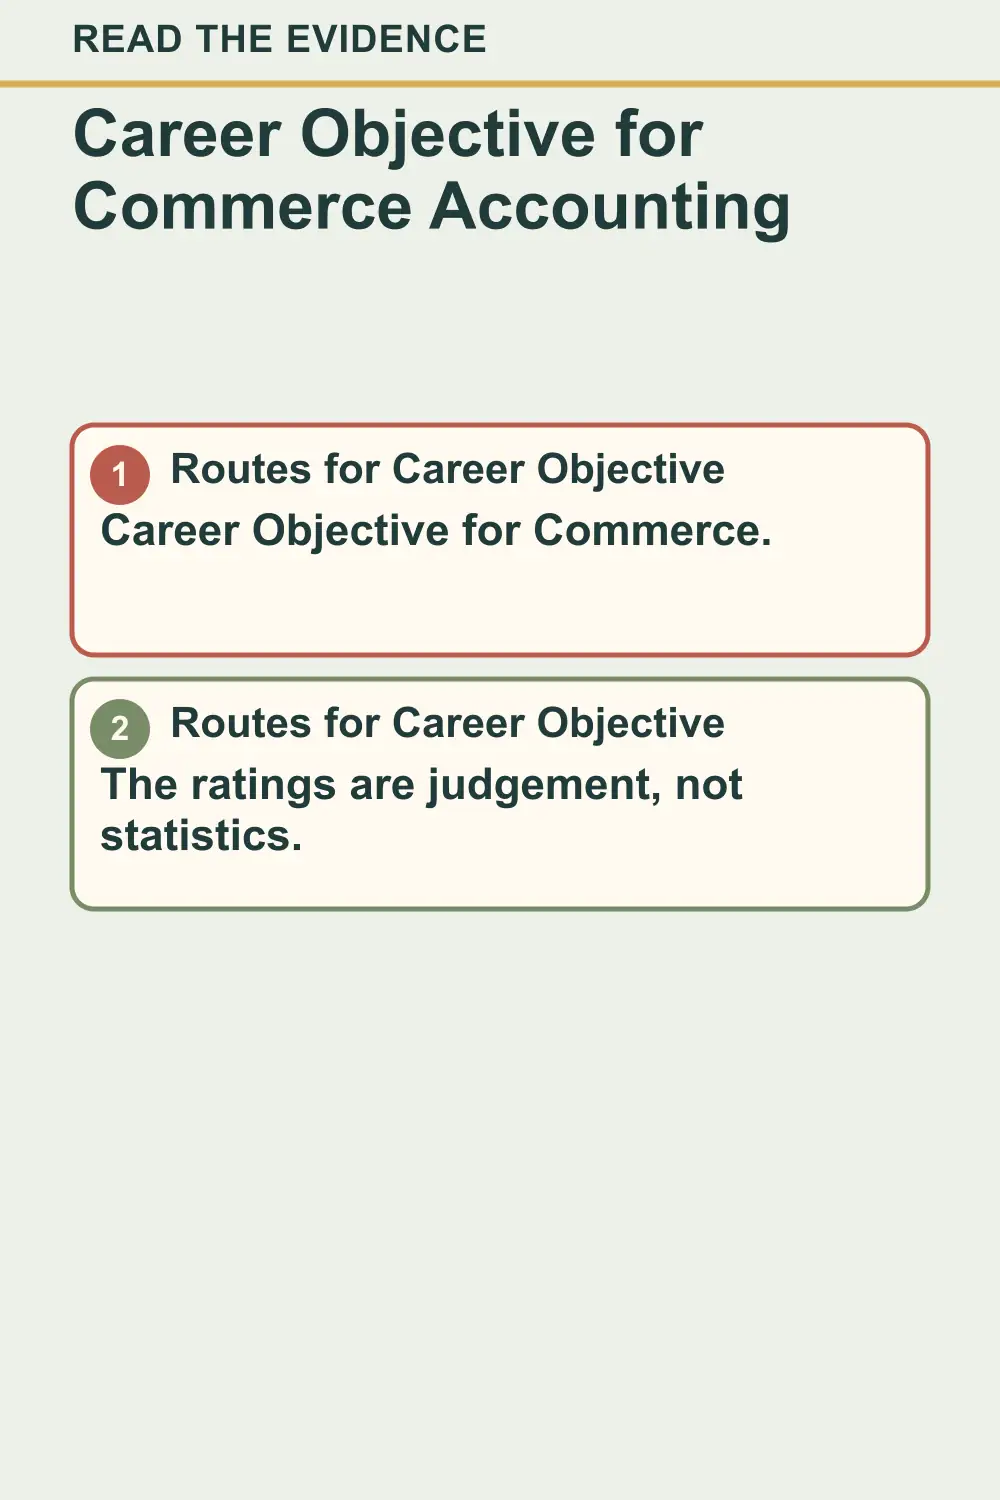 READ THE EVIDENCE
Career Objective for
Commerce Accounting
1 Routes for Career Objective
Career Objective for Commerce.
2 Routes for Career Objective
The ratings are judgement, not
statistics.